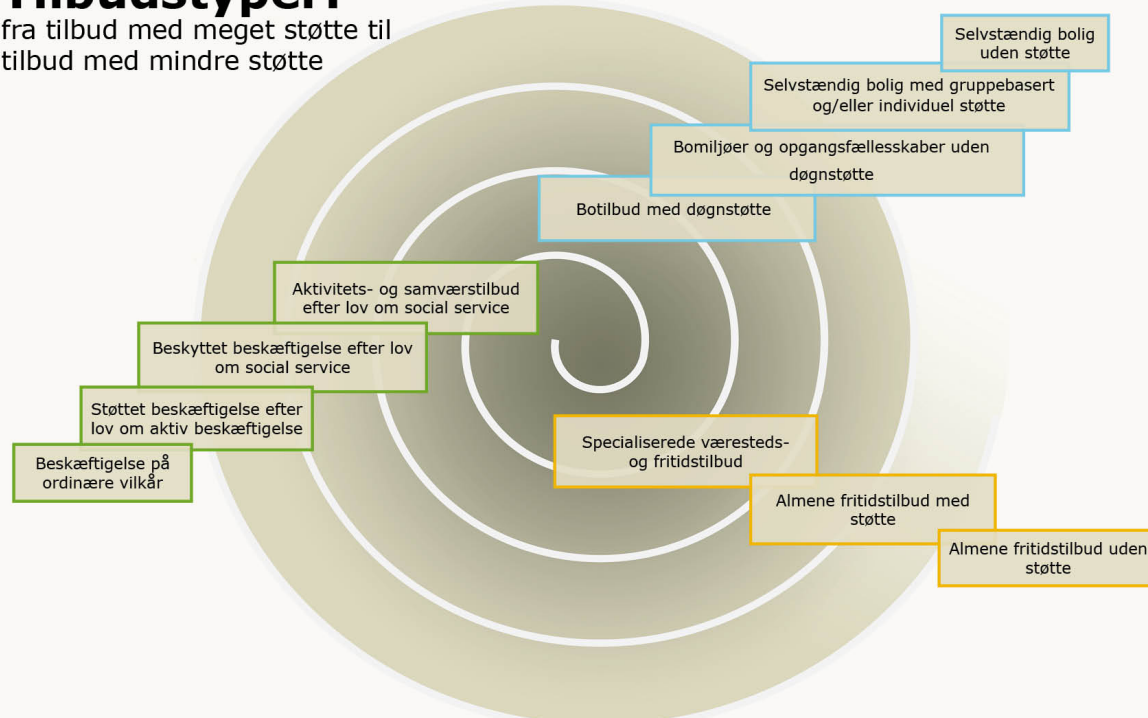 Tilbudstyper:
fra tilbud med meget støtte til
tilbud med mindre støtte
Selvstændig bolig
uden støtte
Selvstændig bolig med gruppebasert
og/eller individuel støtte
Bomiljøer og opgangsfællesskaber uden
døgnstøtte
Botilbud med døgnstøtte
Aktivitets- og samværstilbud
efter lov om social service
Beskyttet beskæftigelse efter lov
om social service
Støttet beskæftigelse efter
lov om aktiv beskæftigelse
Beskæftigelse på
ordinære vilkår
Specialiserede væresteds-
og fritidstilbud
Almene fritidstilbud med
støtte
Almene fritidstilbud uden
støtte